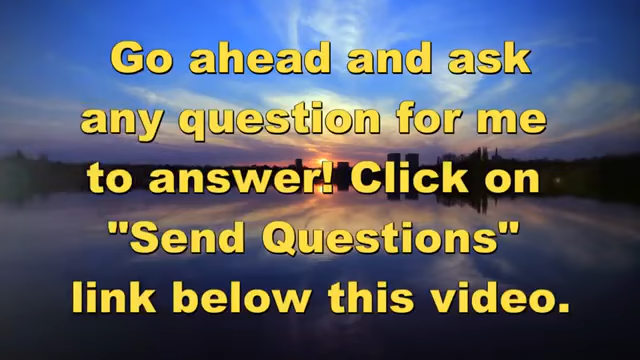 Go ahead and ask
any question for me
to answer! Click on
"Send Questions"
link below this video.